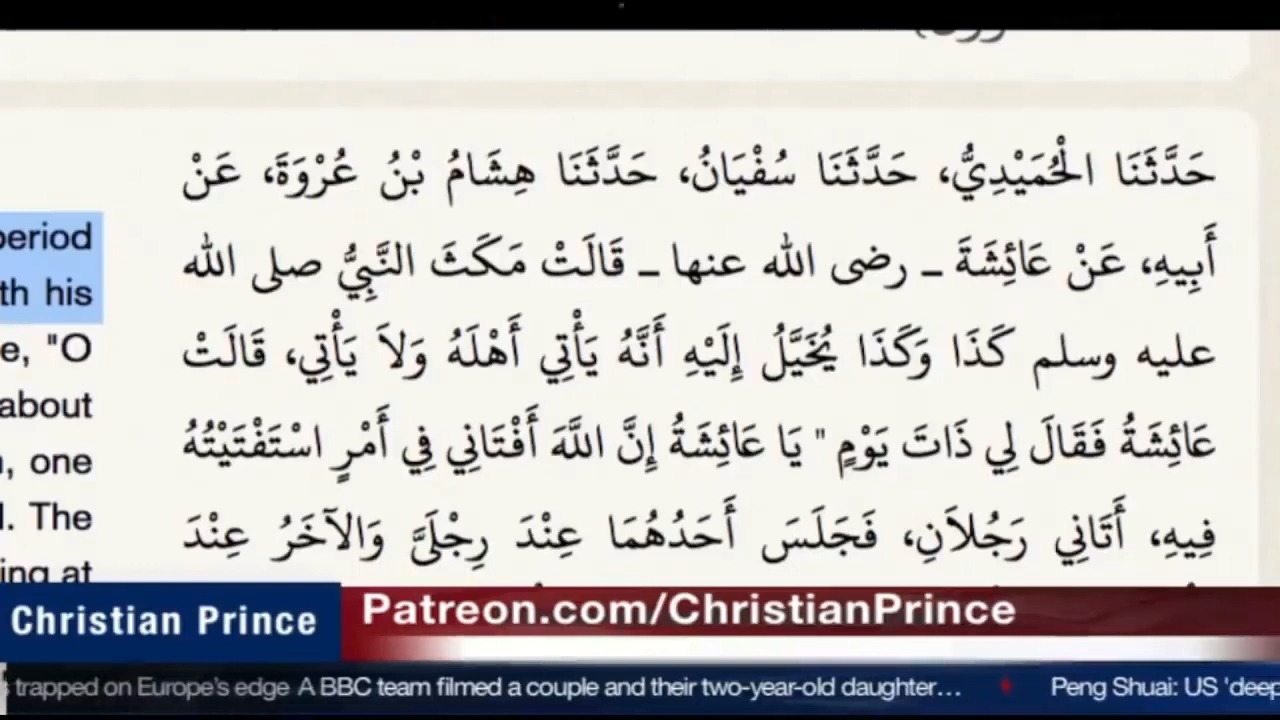 حَدَّثَنَا الْحُمَيْدِيُّ، حَدَّثَنَا سُفْيَانُ، حَدَّثَنَا هِشَامُ بْنُ عُرْوَةَ، عَنْ
أَبِيهِ، عَنْ عَائِشَةَ ـ رضى الله عنها ـ قَالَتْ مَكَثَ النَّبِيُّ صلى الله
عليه وسلم كَذَا وَكَذَا يُخَيَّلُ إِلَيْهِ أَنَّهُ يَأْتِي أَهْلَهُ وَلاَ يَأْتِي، قَالَتْ
عَائِشَةُ فَقَالَ لِي ذَاتَ يَوْمٍ " يَا عَائِشَةُ إِنَّ اللَّهَ أَفْتَانِي فِي أَمْرٍ اسْتَفْتَيْتُهُ
فِيهِ، أَتَانِي رَجُلاَنِ، فَجَلَسَ أَحَدُهُمَا عِنْدَ رِجْلَىَّ وَالآخَرُ عِنْدَ
period
th his
e, "O
about
, one
. The
ing at
Christian Prince
Patreon.com/ChristianPrince
trapped on Europe's edge A BBC team filmed a couple and their two-year-old daughter…
Peng Shuai: US 'deep